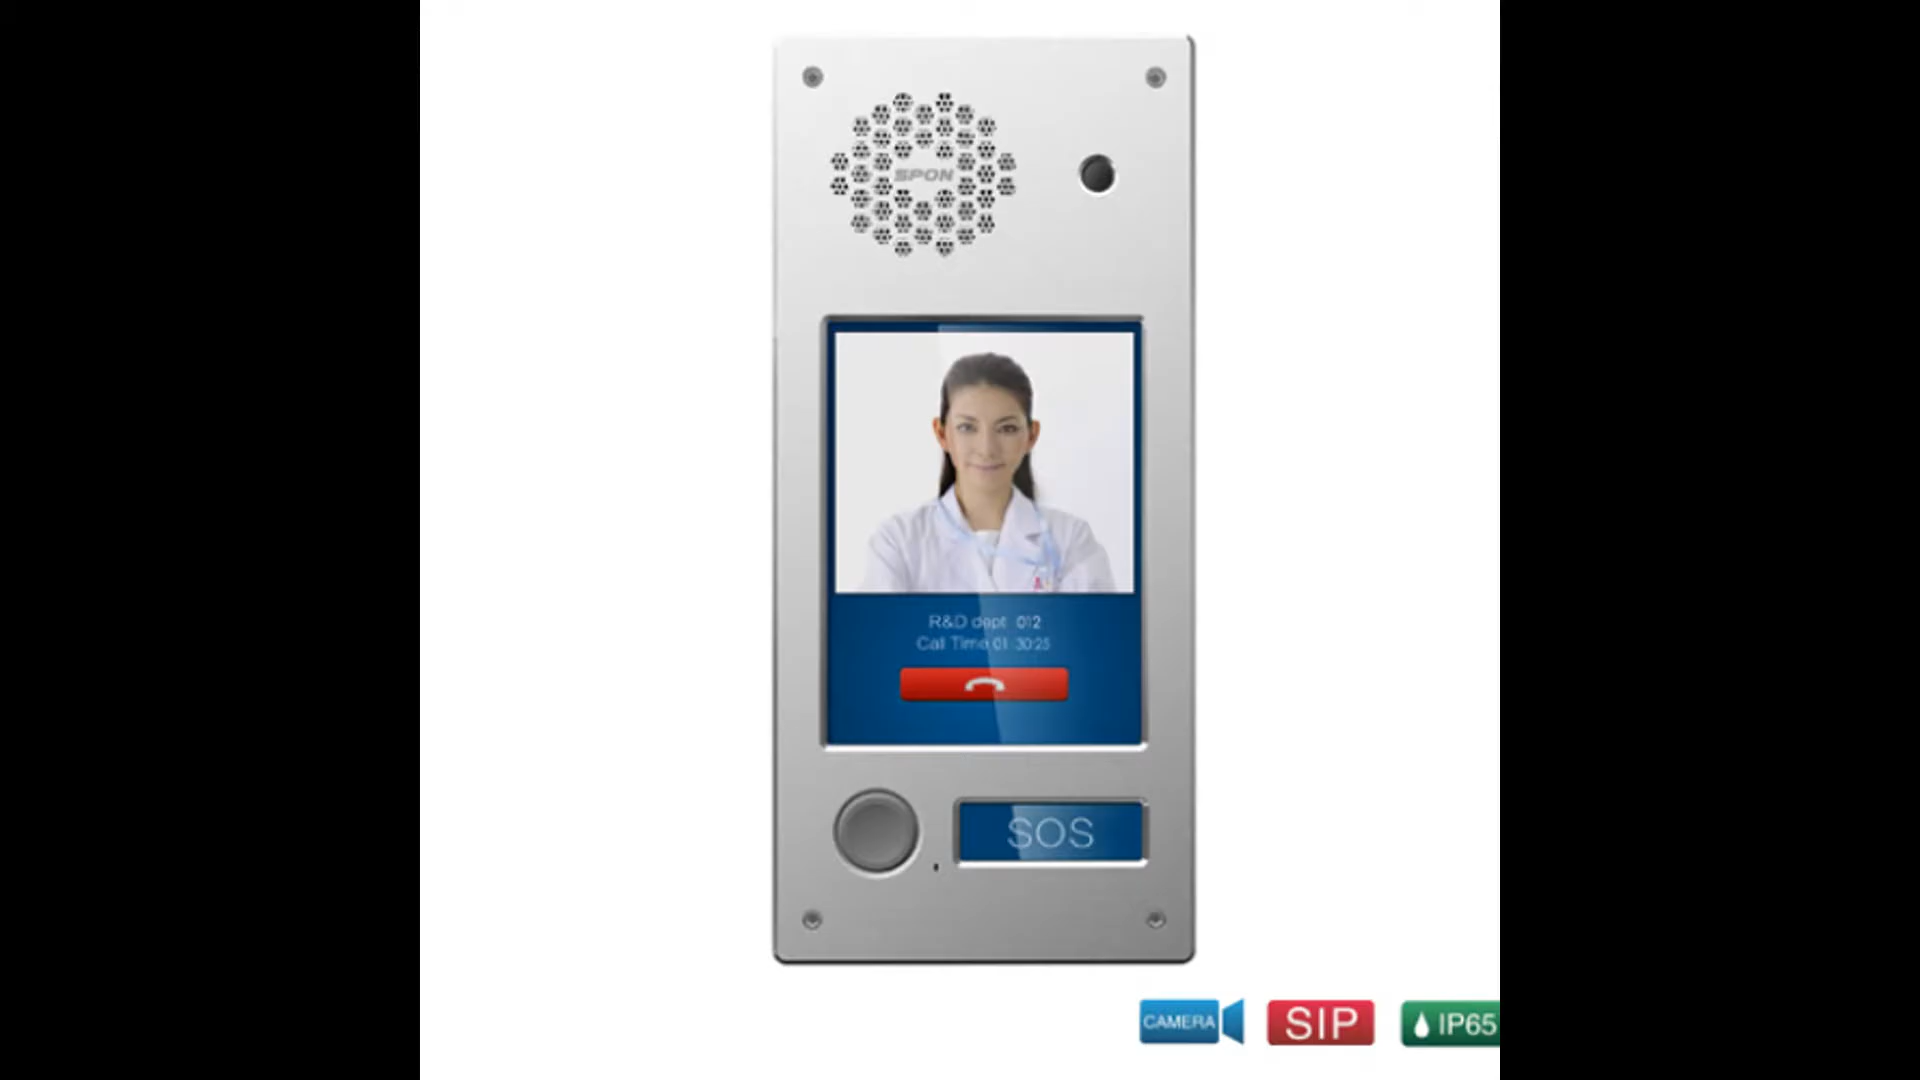 SPON
R&D dept 012
Call Time 01:30:25
SOS
CAMERA
SIP
IP65